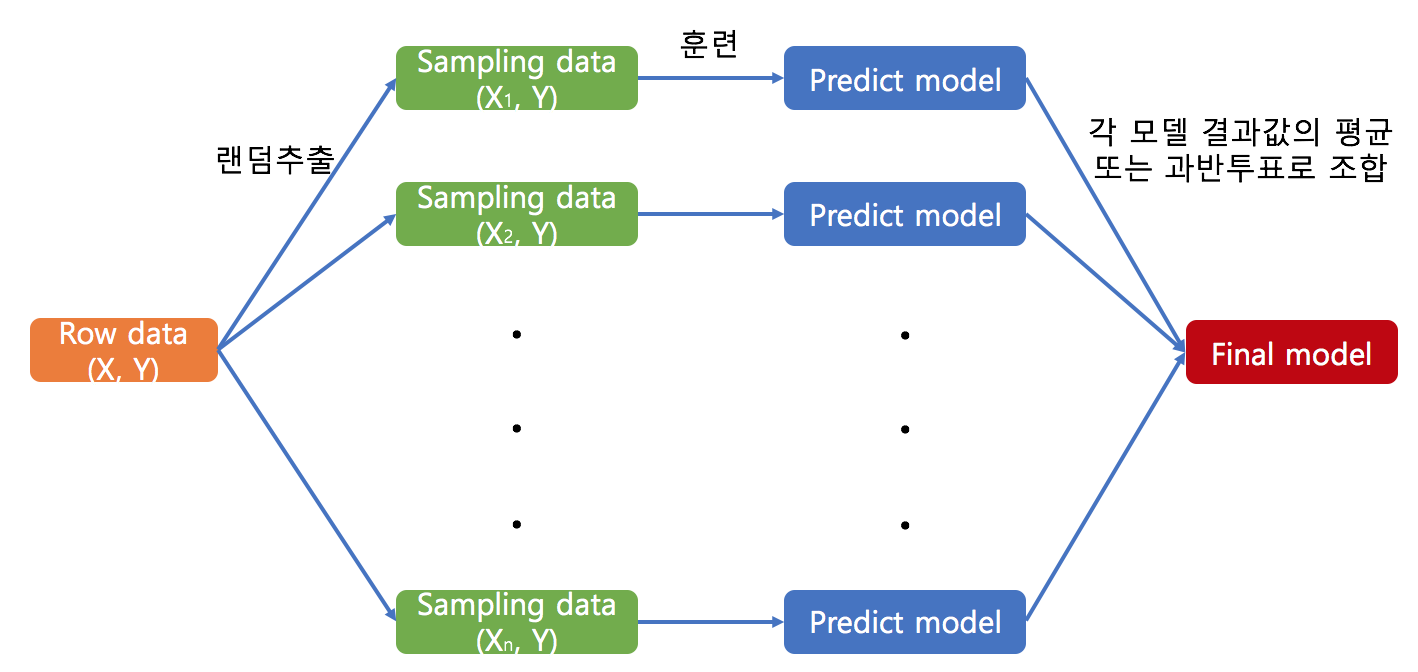 훈련
Sampling data
(X₁, Y)
Predict model
각 모델 결과값의 평균
또는 과반투표로 조합
랜덤추출
Sampling data
(X₂, Y)
Predict model
Row data
(X, Y)
Final model
Sampling data
(Xₙ, Y)
Predict model